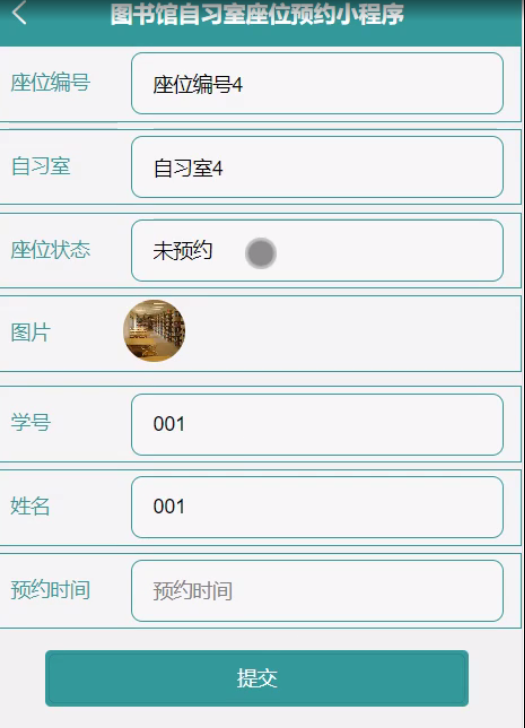 图书馆自习室座位预约小程序
座位编号 座位编号4
自习室 自习室4
座位状态 未预约
图片
学号 001
姓名 001
预约时间 预约时间
提交